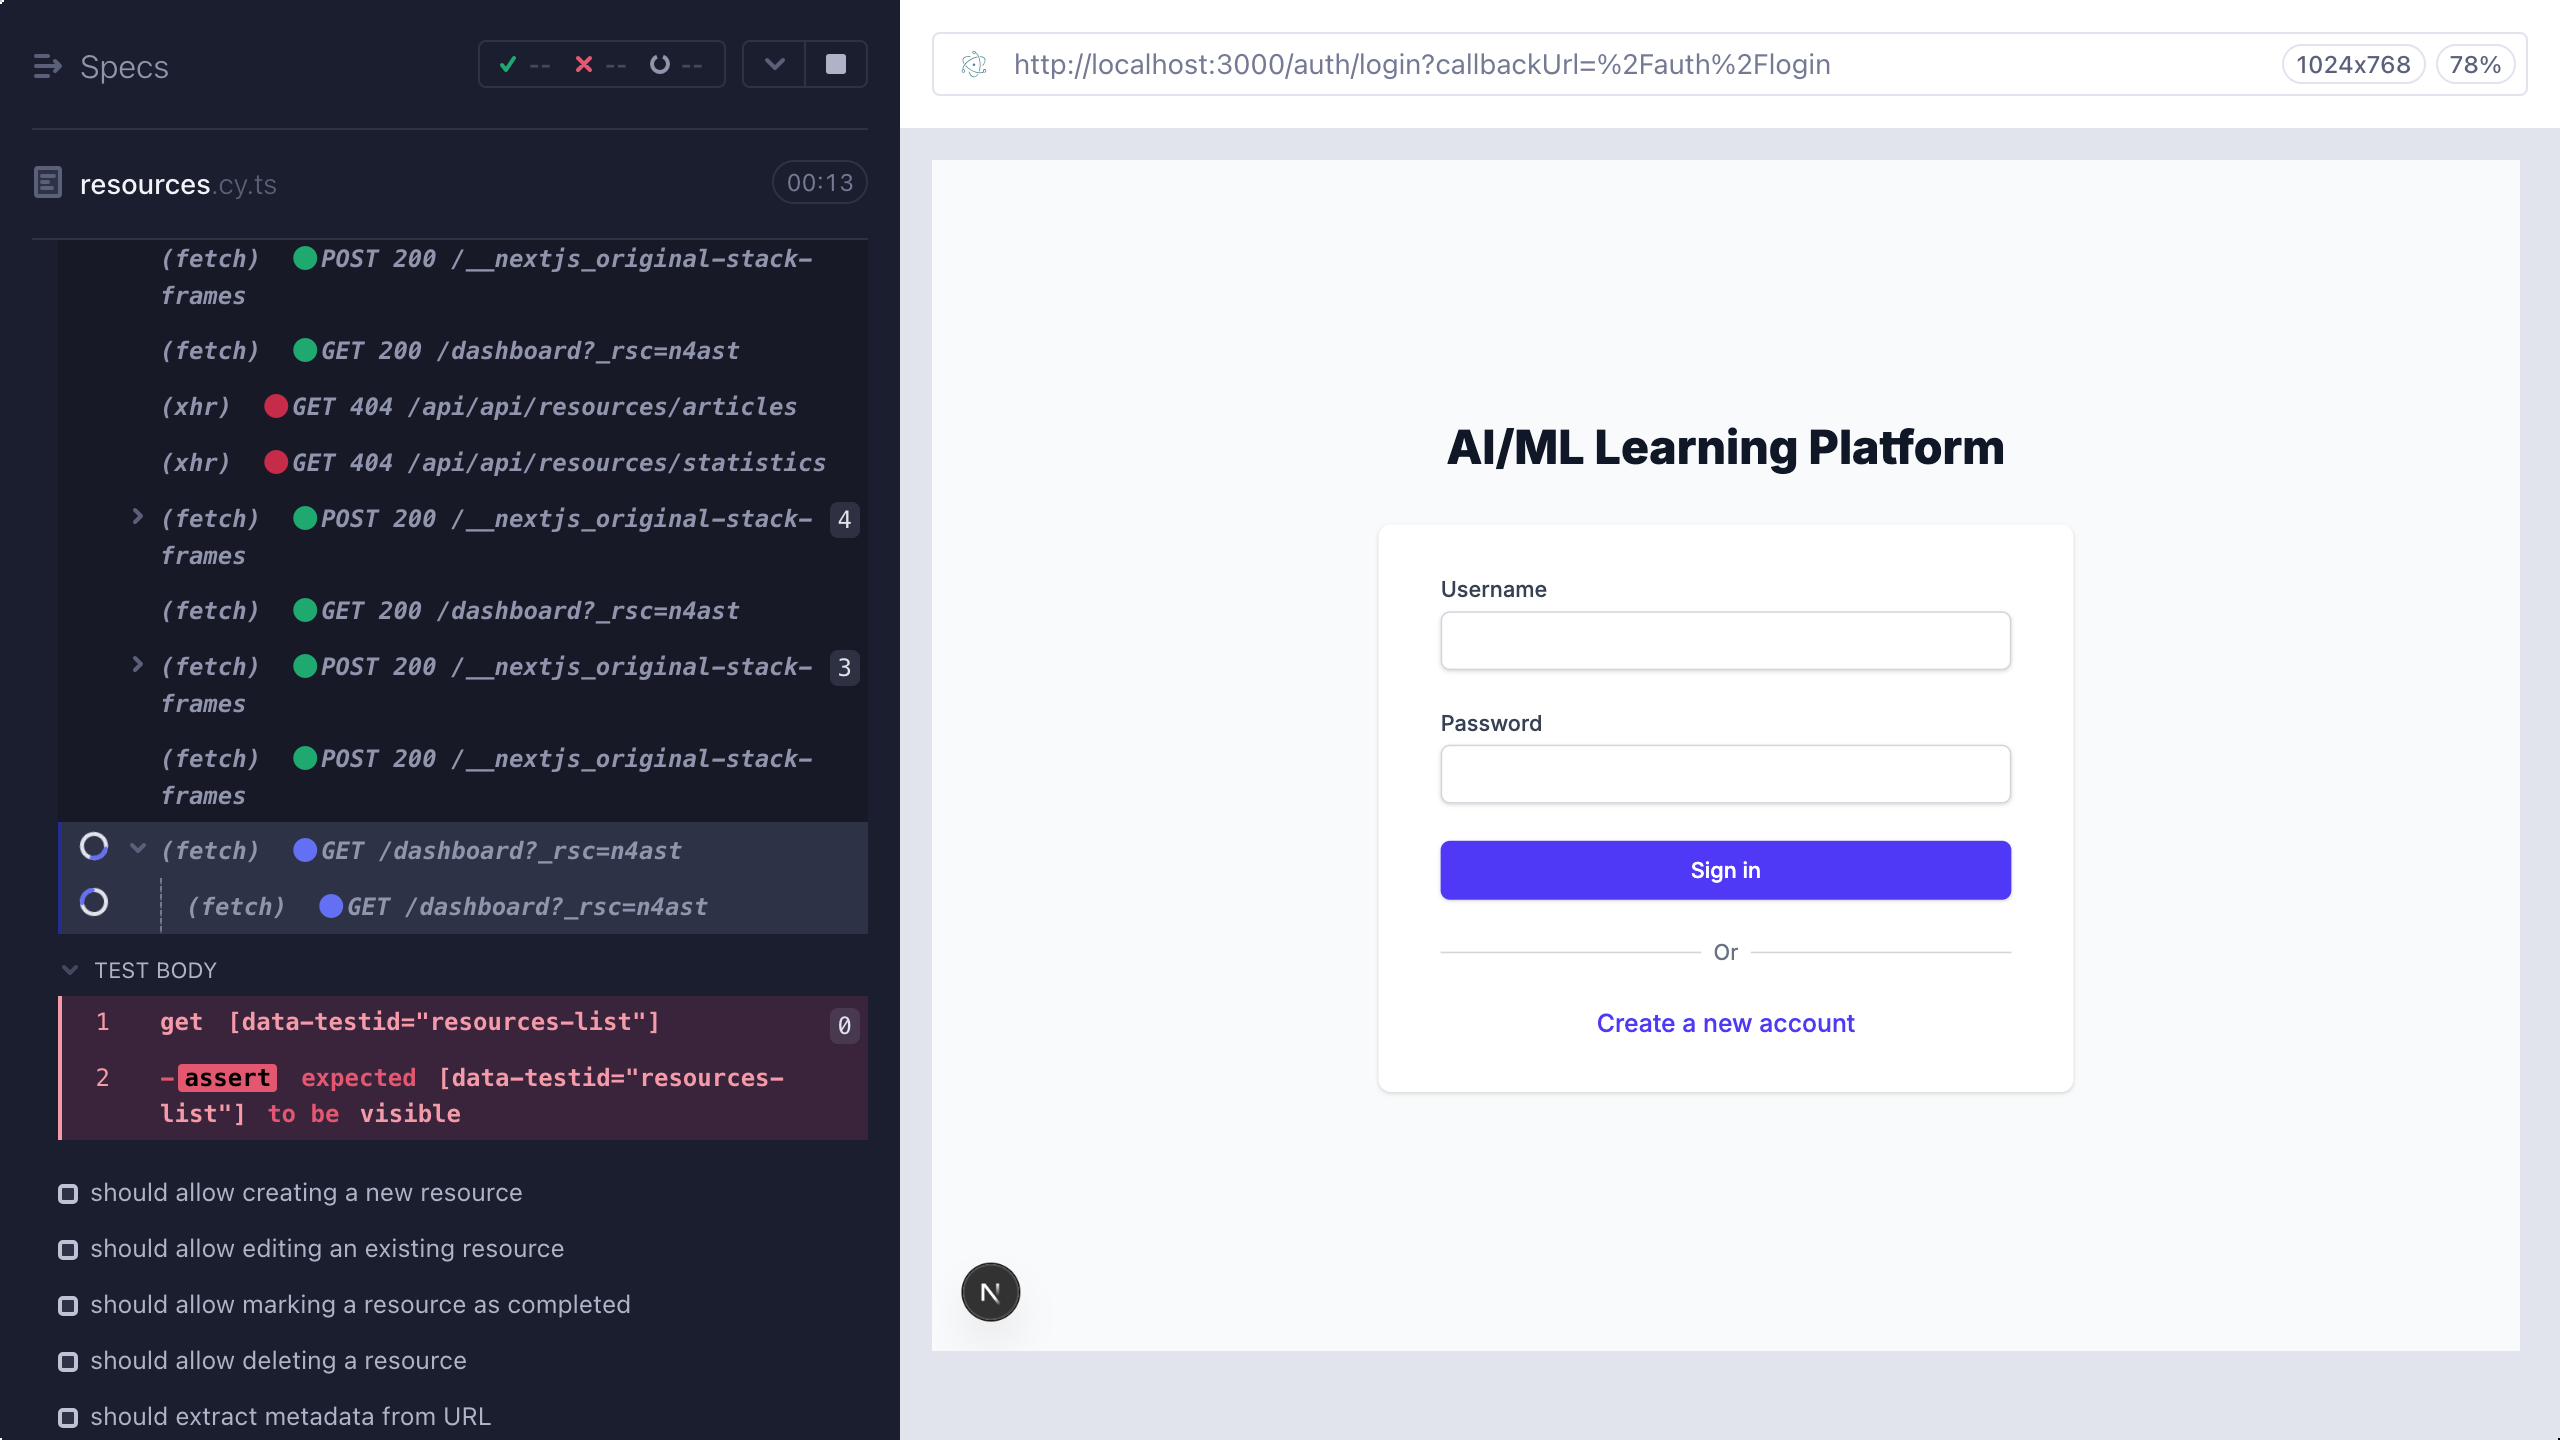 Specs
-- -- --
resources.cy.ts
00:13
(fetch) POST 200 /__nextjs_original-stack-
frames
(fetch) GET 200 /dashboard?_rsc=n4ast
(xhr) GET 404 /api/api/resources/articles
(xhr) GET 404 /api/api/resources/statistics
(fetch) POST 200 /__nextjs_original-stack- 4
frames
(fetch) GET 200 /dashboard?_rsc=n4ast
(fetch) POST 200 /__nextjs_original-stack- 3
frames
(fetch) POST 200 /__nextjs_original-stack-
frames
(fetch) GET /dashboard?_rsc=n4ast
(fetch) GET /dashboard?_rsc=n4ast
TEST BODY
1 get [data-testid="resources-list"] 0
2 -assert expected [data-testid="resources-
list"] to be visible
should allow creating a new resource
should allow editing an existing resource
should allow marking a resource as completed
should allow deleting a resource
should extract metadata from URL
http://localhost:3000/auth/login?callbackUrl=%2Fauth%2Flogin
1024x768 78%
AI/ML Learning Platform
Username
Password
Sign in
Or
Create a new account
N